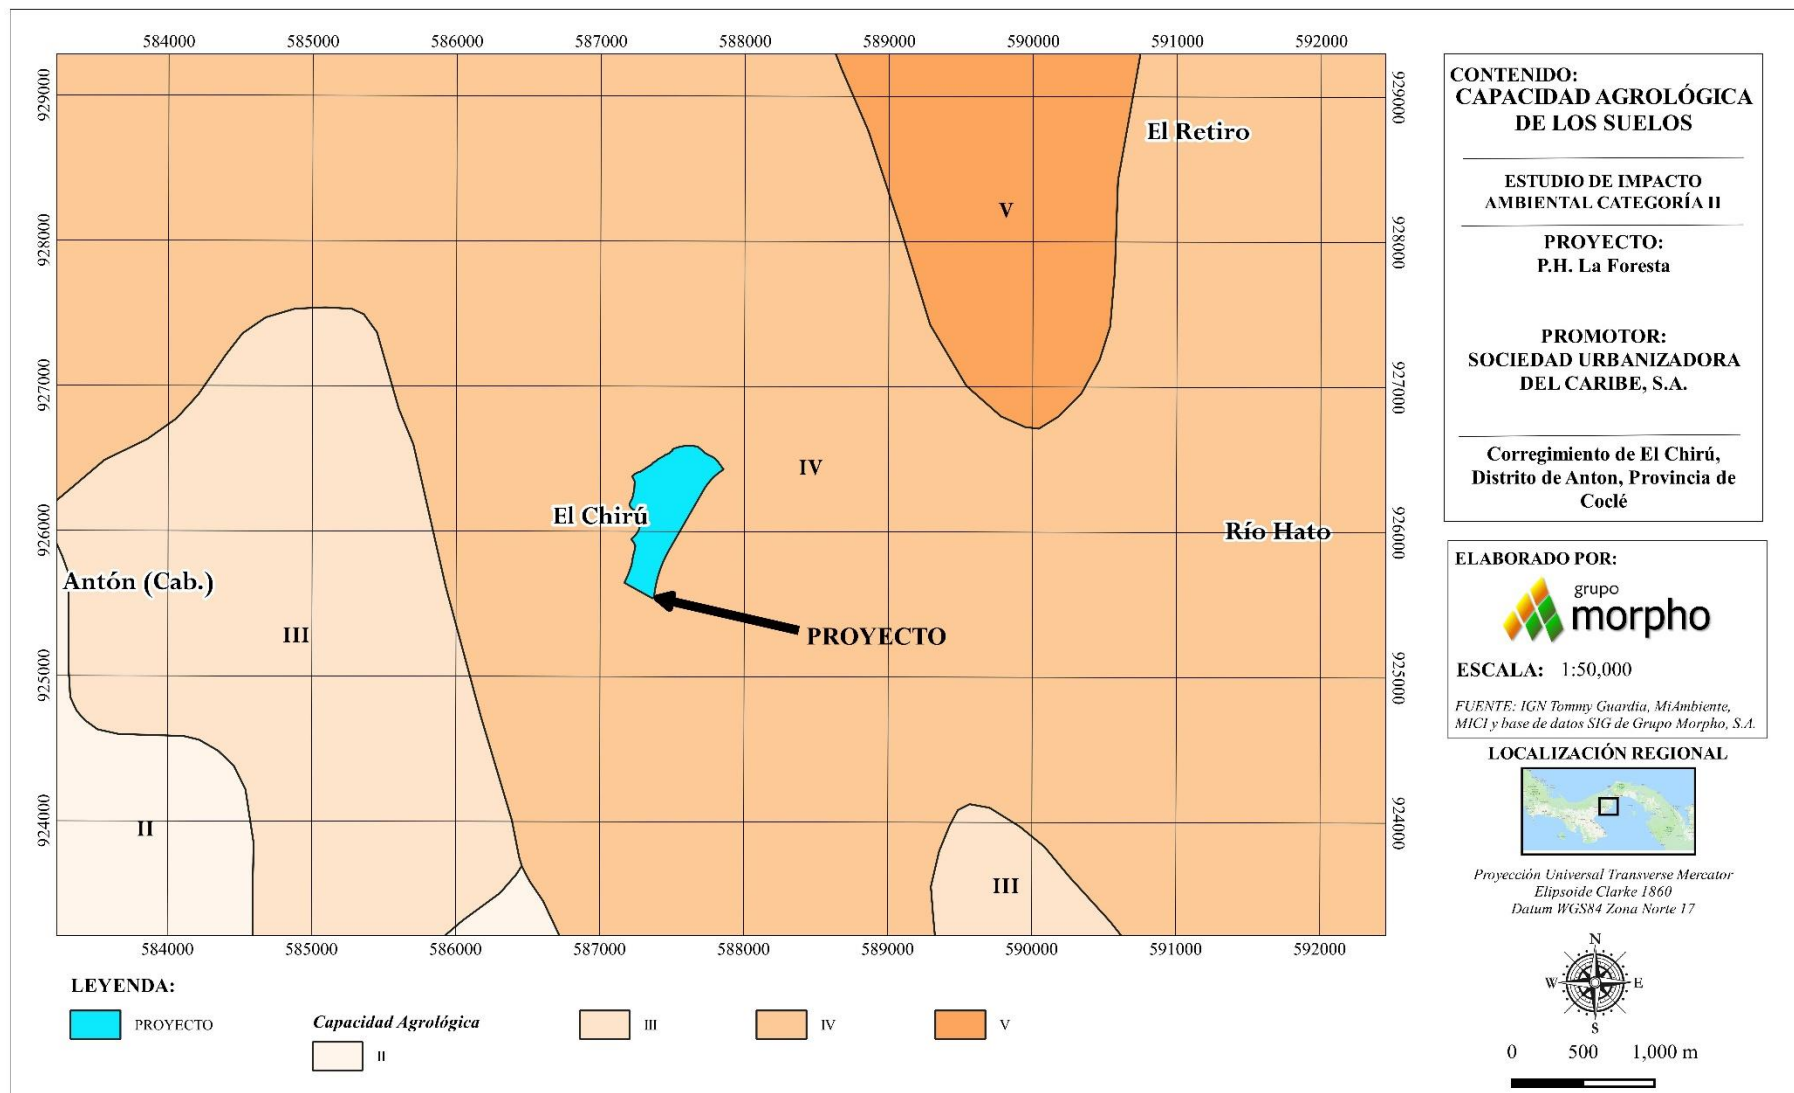 584000 585000 586000 587000 588000 589000 590000 591000 592000
929000
928000
927000
926000
925000
924000
929000
928000
927000
926000
925000
924000
El Retiro
V
IV
El Chirú
Río Hato
Antón (Cab.)
III
PROYECTO
II
III
584000 585000 586000 587000 588000 589000 590000 591000 592000
LEYENDA:
PROYECTO
Capacidad Agrológica
II
III
IV
V
CONTENIDO:
CAPACIDAD AGROLÓGICA
DE LOS SUELOS
ESTUDIO DE IMPACTO
AMBIENTAL CATEGORÍA II
PROYECTO:
P.H. La Foresta
PROMOTOR:
SOCIEDAD URBANIZADORA
DEL CARIBE, S.A.
Corregimiento de El Chirú,
Distrito de Anton, Provincia de
Coclé
ELABORADO POR:
grupo
morpho
ESCALA: 1:50,000
FUENTE: IGN Tommy Guardia, MiAmbiente,
MICI y base de datos SIG de Grupo Morpho, S.A.
LOCALIZACIÓN REGIONAL
Proyección Universal Transverse Mercator
Elipsoide Clarke 1860
Datum WGS84 Zona Norte 17
N
W E
S
0 500 1,000 m